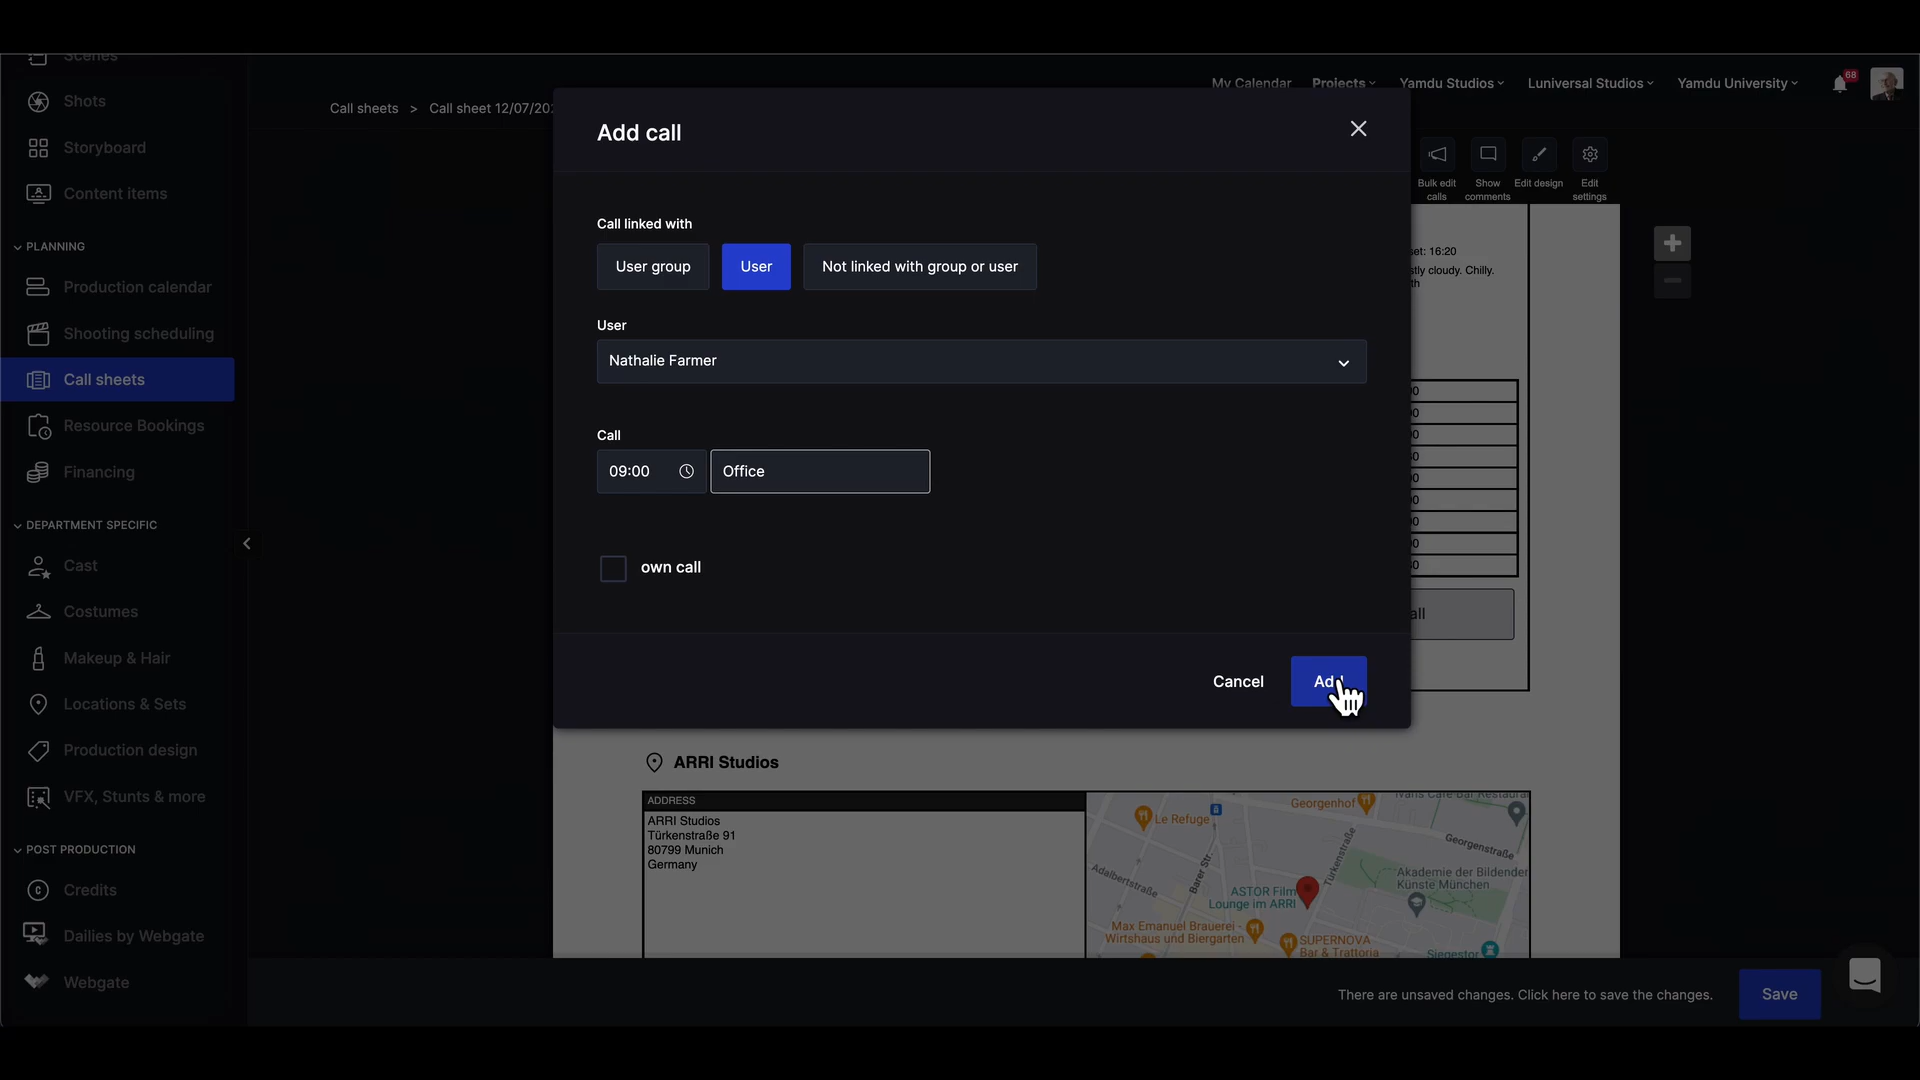 Scenes
Shots
Storyboard
Content items
PLANNING
Production calendar
Shooting scheduling
Call sheets
Resource Bookings
Financing
DEPARTMENT SPECIFIC
Cast
Costumes
Makeup & Hair
Locations & Sets
Production design
VFX, Stunts & more
POST PRODUCTION
Credits
Dailies by Webgate
Webgate
My Calendar Projects Yamdu Studios Luniversal Studios Yamdu University 68
Call sheets > Call sheet 12/07/20
Bulk edit calls
Show comments
Edit design
Edit settings
Add call
Call linked with
User group User Not linked with group or user
User
Nathalie Farmer
Call
09:00 Office
own call
Cancel
set: 16:20
stly cloudy. Chilly.
ARRI Studios
ADDRESS
ARRI Studios
Türkenstraße 91
80799 Munich
Germany
Georgenhof
Le Refuge
Georgenstraße
Türkenstraße
Barer Str.
Adalbertstraße
Akademie der Bildenden
Künste München
ASTOR Film
Lounge im ARRI
Max Emanuel Brauerei -
Wirtshaus und Biergarten
SUPERNOVA
Bar & Trattoria
Siegestor
There are unsaved changes. Click here to save the changes.
Save